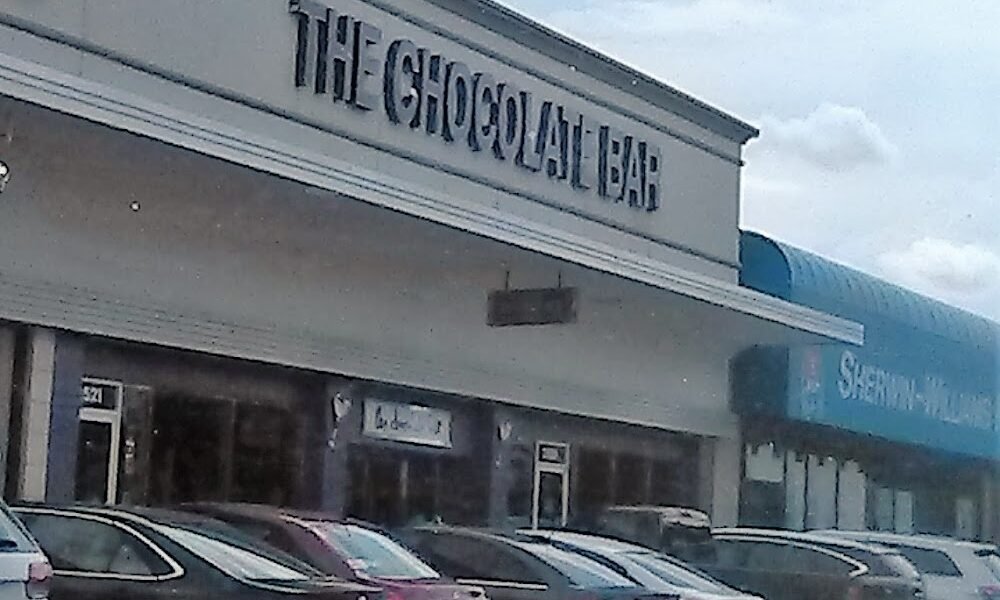 THE CHOCOLATE BAR
SHERWIN-WILLIAMS
521